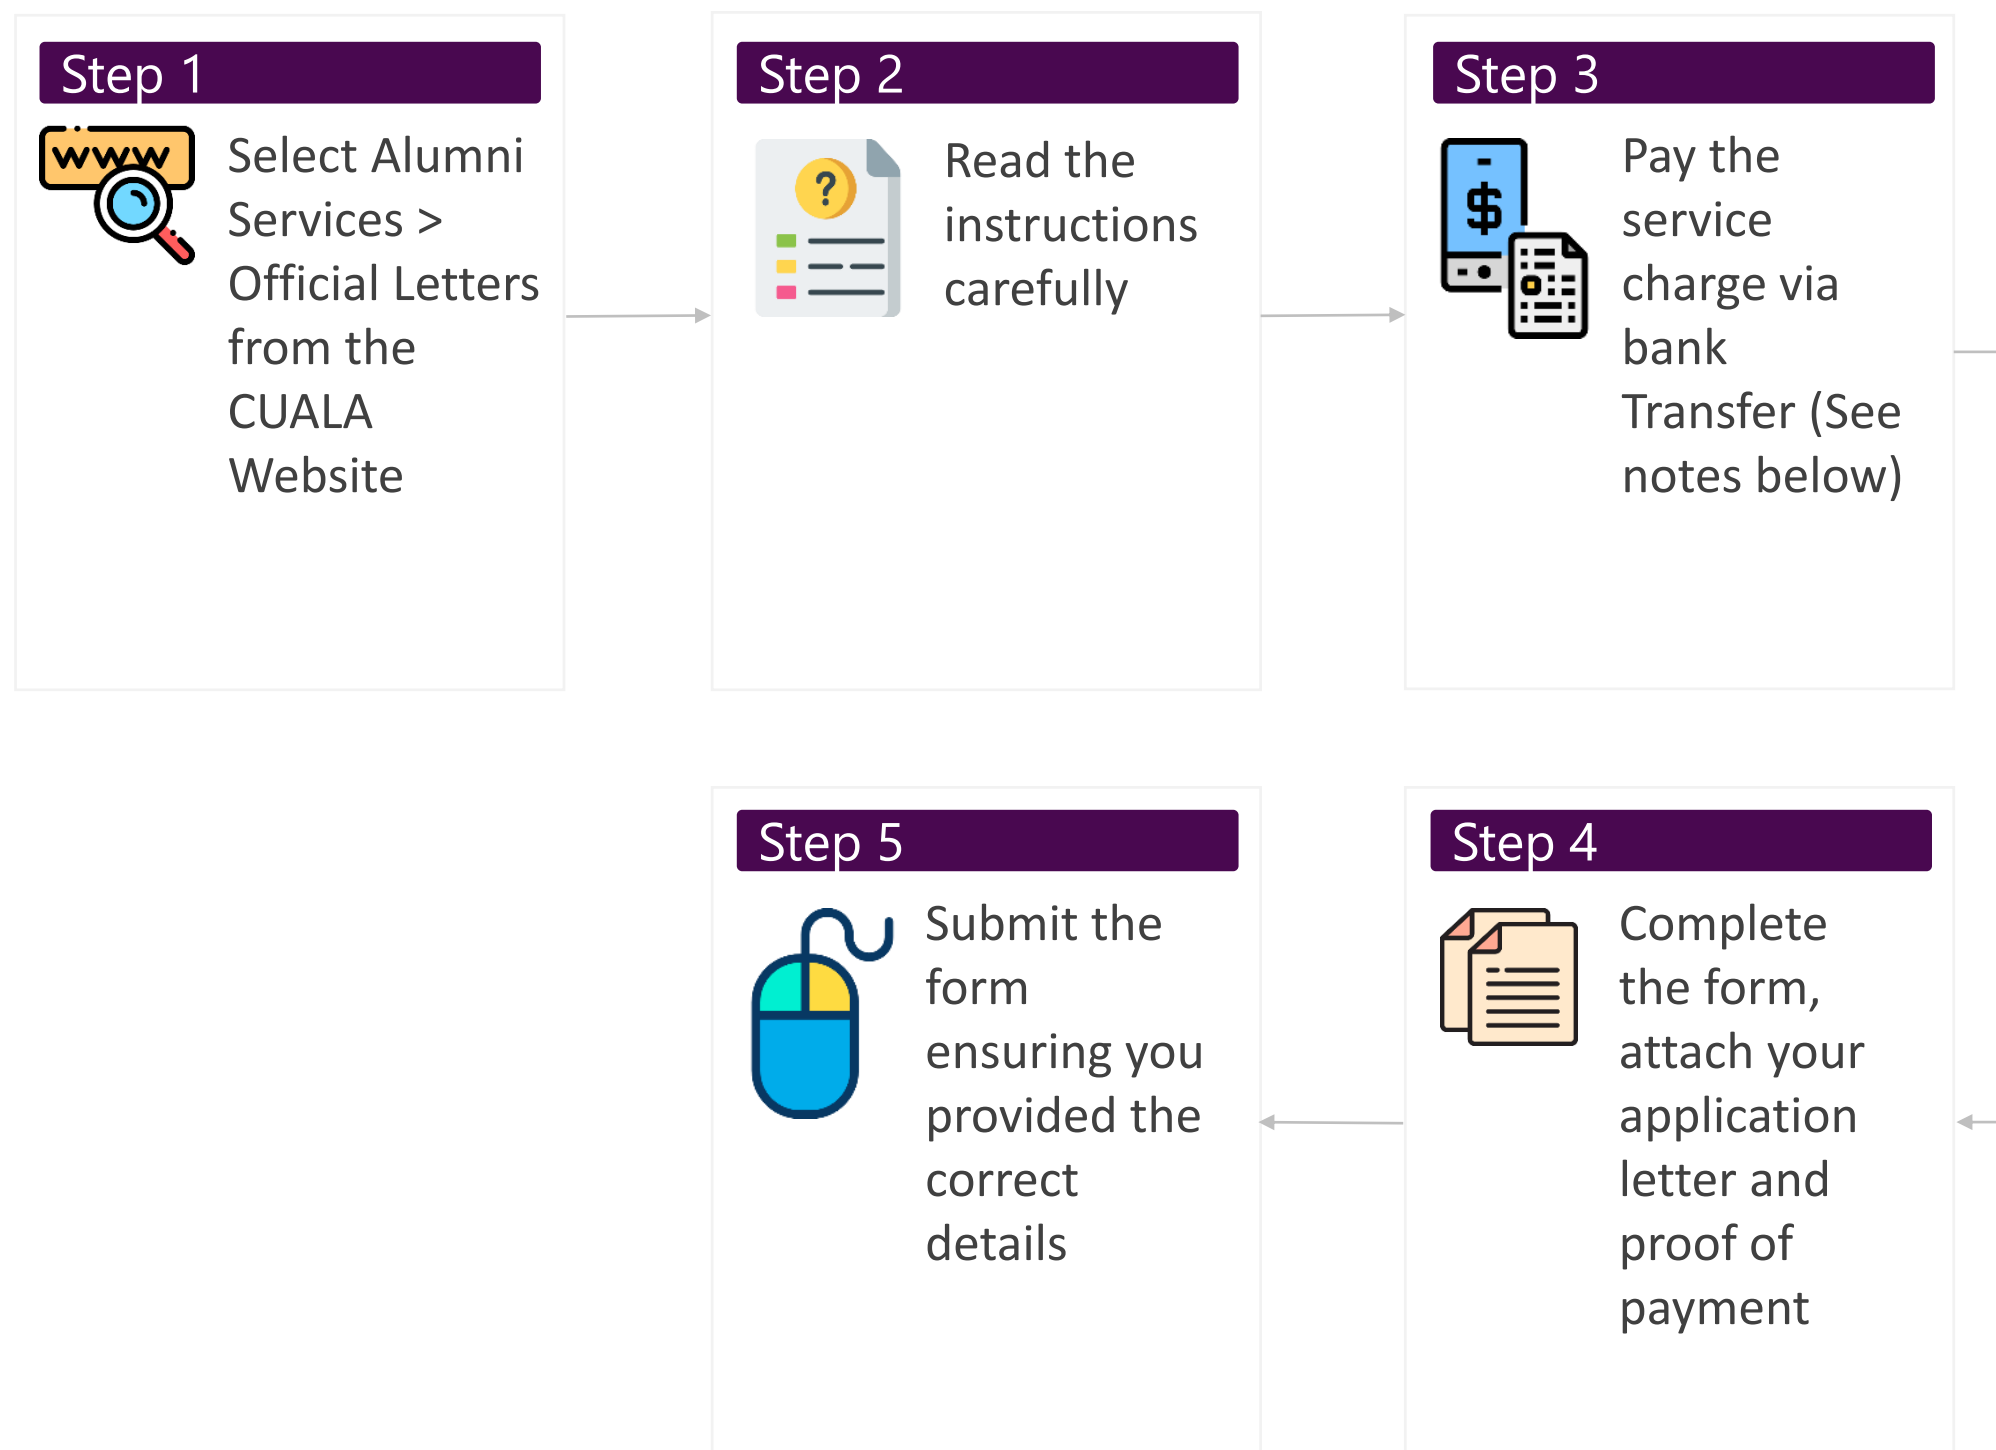 Step 1
www
Select Alumni
Services >
Official Letters
from the
CUALA
Website
Step 2
?
Read the
instructions
carefully
Step 3
$
Pay the
service
charge via
bank
Transfer (See
notes below)
Step 5
Submit the
form
ensuring you
provided the
correct
details
Step 4
Complete
the form,
attach your
application
letter and
proof of
payment